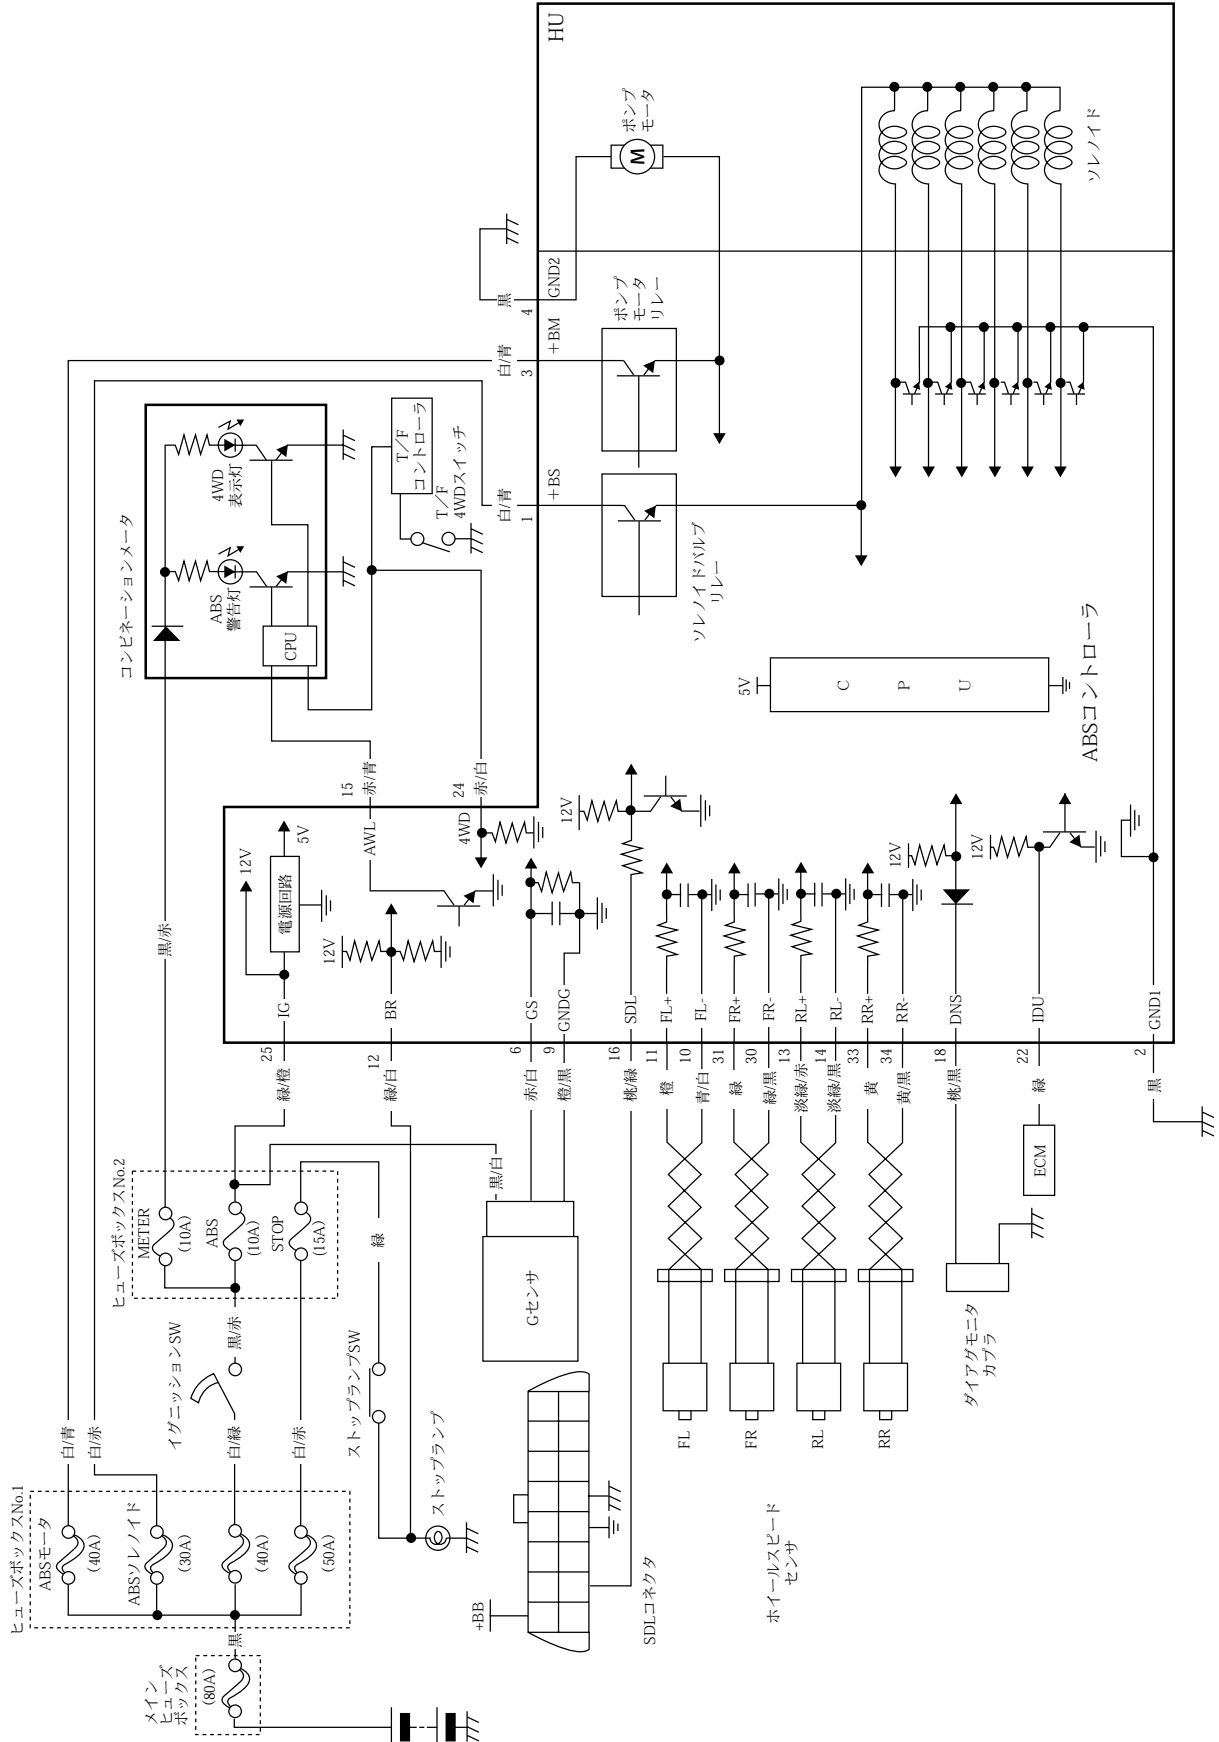 メイン
ヒューズ
ボックス
(80A)
黒
ヒューズボックスNo.1
ABSモータ
(40A)
ABSソレノイド
(30A)
(40A)
(50A)
白/青
白/赤
白/緑
白/赤
イグニッションSW
黒/赤
ヒューズボックスNo.2
METER
(10A)
ABS
(10A)
STOP
(15A)
ストップランプSW
緑
ストップランプ
黒/赤
コンビネーションメータ
ABS
警告灯
4WD
表示灯
CPU
T/F
コントローラ
T/F
4WDスイッチ
白/青
3
+BM
白/青
1
+BS
黒
4
GND2
HU
ポンプ
モータ
M
ポンプ
モータ
リレー
ソレノイドバルブ
リレー
ソレノイド
ABSコントローラ
5V
C P U
15
赤/青
AWL
24
赤/白
4WD
12V
5V
電源回路
IG
25
緑/橙
12V
BR
12
緑/白
GS
6
赤/白
GNDG
9
橙/黒
黒/白
Gセンサ
12V
SDL
16
桃/緑
FL+
11
橙
FL-
10
青/白
FR+
31
緑
FR-
30
緑/黒
RL+
13
淡緑/赤
RL-
14
淡緑/黒
RR+
33
黄
RR-
34
黄/黒
12V
DNS
18
桃/黒
12V
IDU
22
緑
ECM
GND1
2
黒
ダイアグモータ
カプラ
FL
FR
RL
RR
ホイールスピード
センサ
+BB
SDLコネクタ